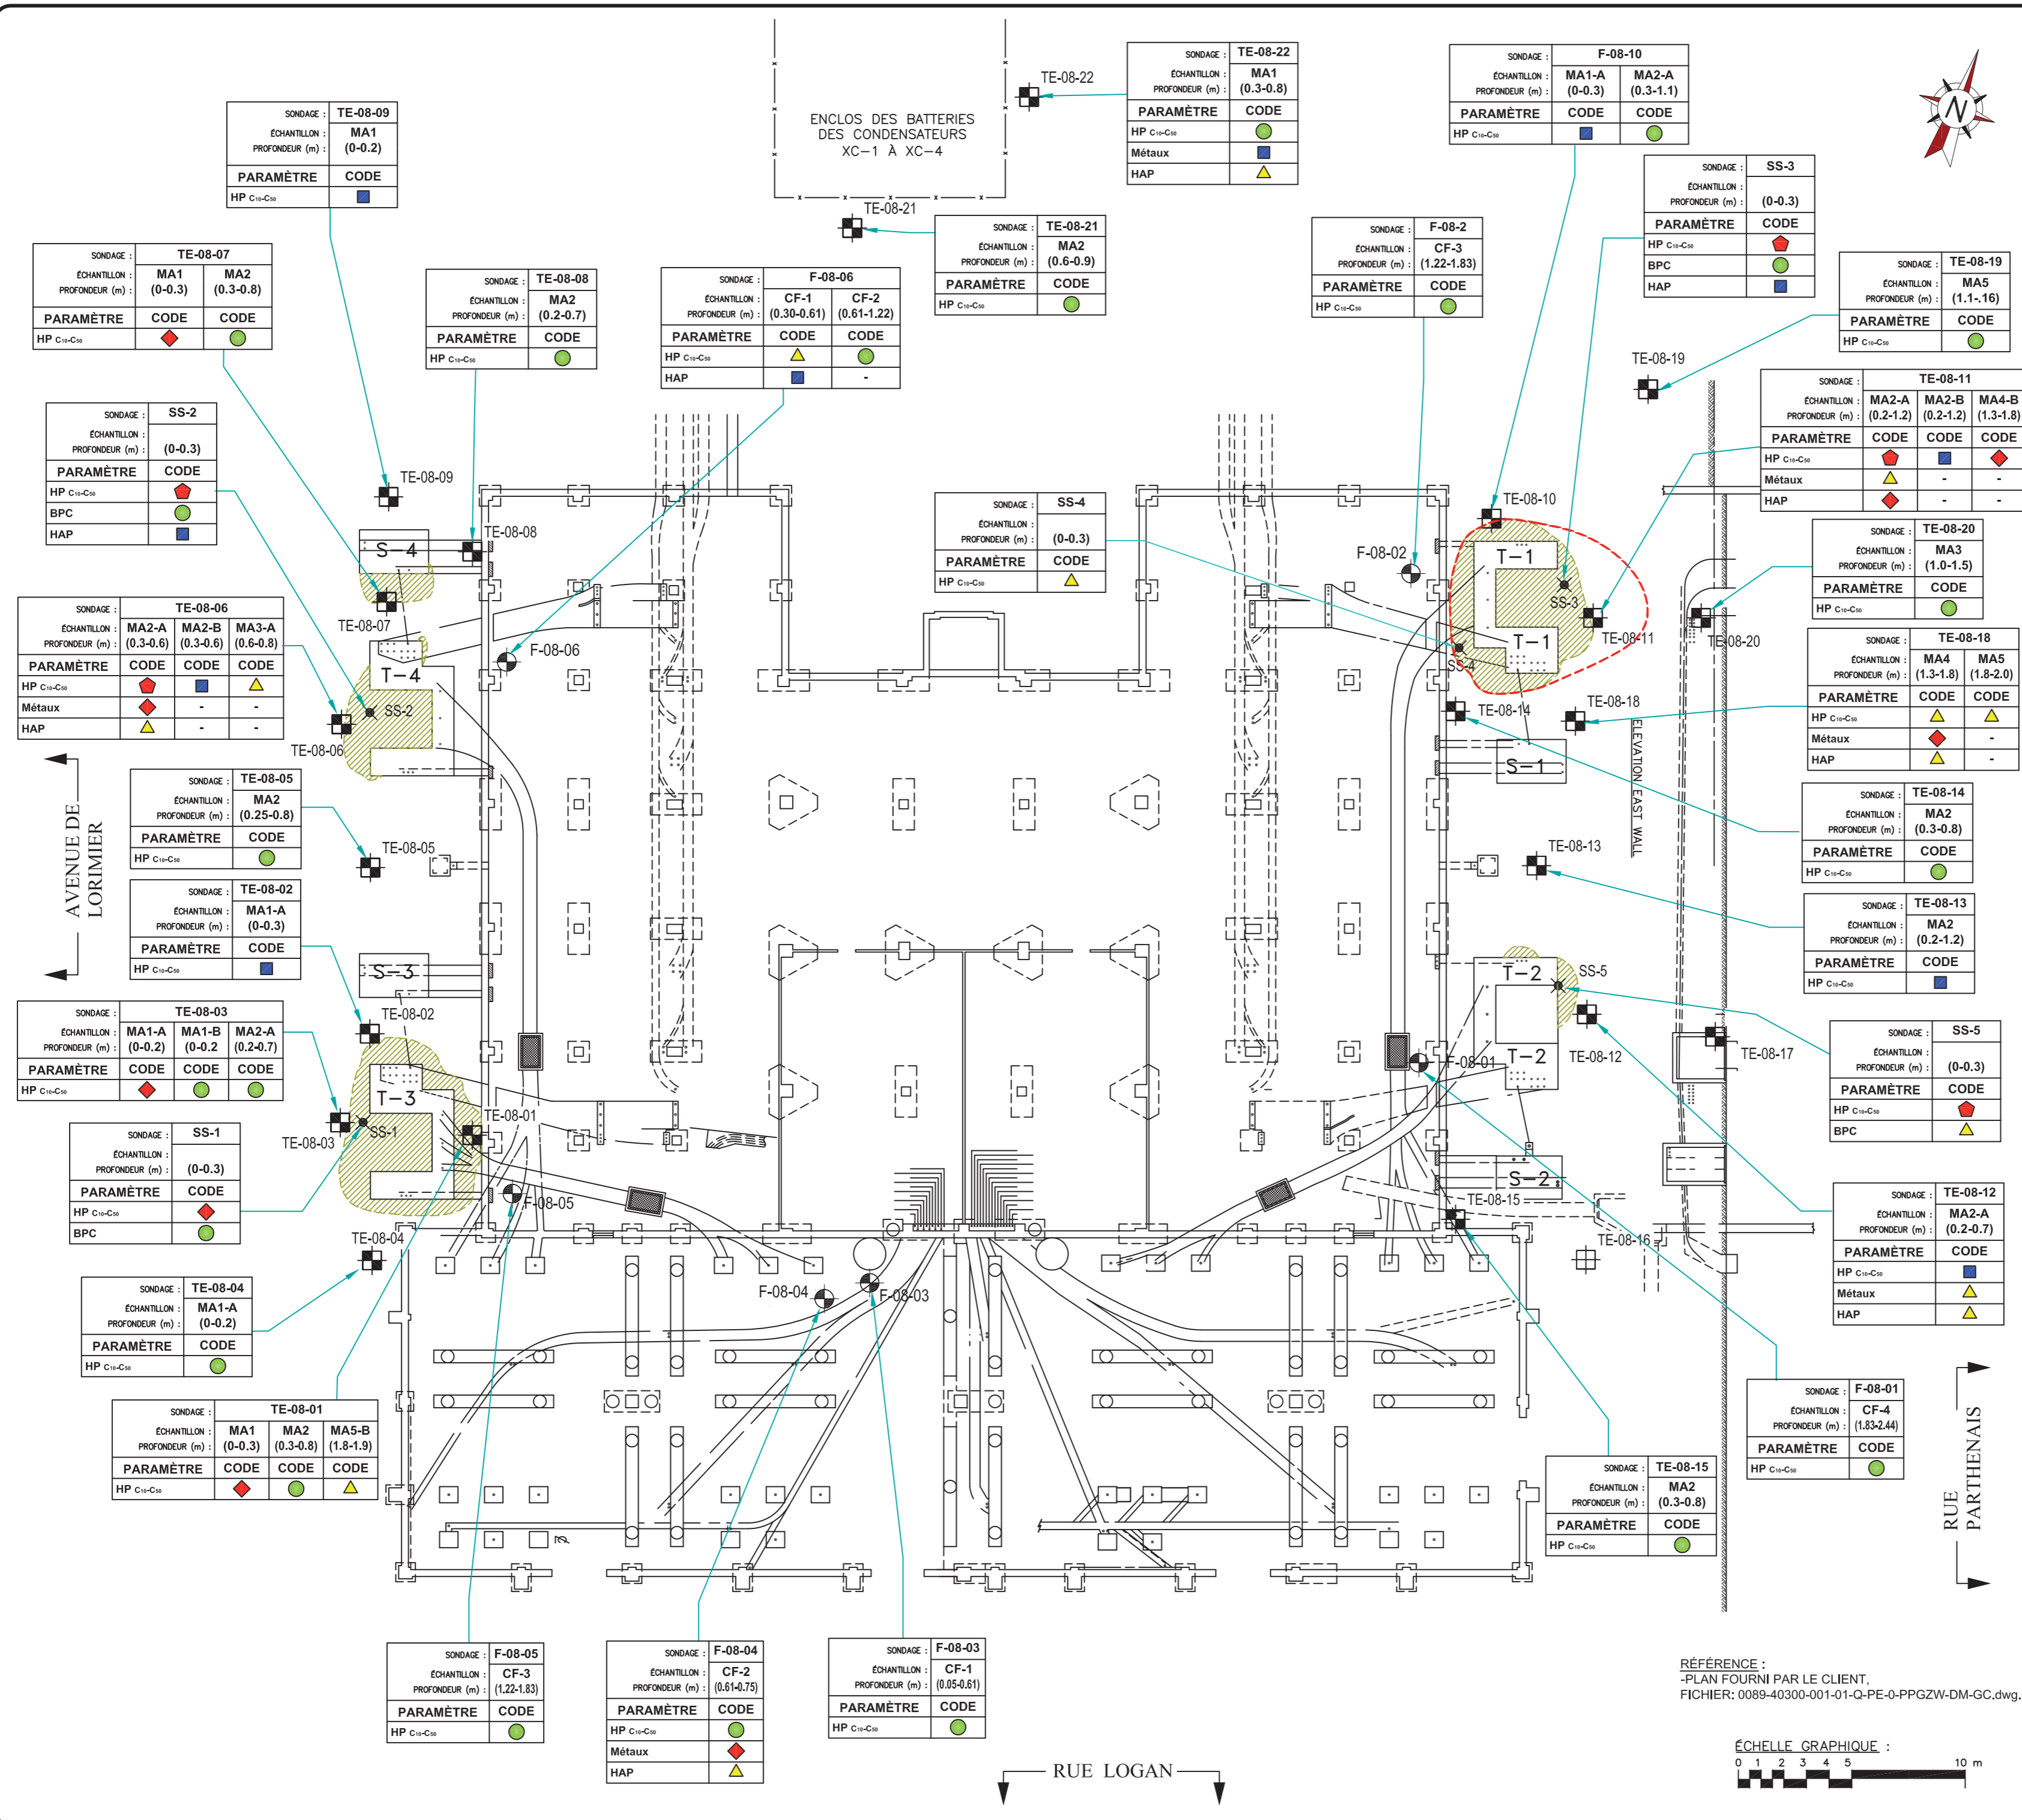 ENCLOS DES BATTERIES
DES CONDENSATEURS
XC-1 À XC-4
N
SONDAGE : TE-08-22
ÉCHANTILLON : MA1
PROFONDEUR (m) : (0.3-0.8)
PARAMÈTRE CODE
HP C10-C50
Métaux
HAP
TE-08-22
SONDAGE : F-08-10
ÉCHANTILLON : MA1-A MA2-A
PROFONDEUR (m) : (0-0.3) (0.3-1.1)
PARAMÈTRE CODE CODE
HP C10-C50
SONDAGE : TE-08-09
ÉCHANTILLON : MA1
PROFONDEUR (m) : (0-0.2)
PARAMÈTRE CODE
HP C10-C50
SONDAGE : SS-3
ÉCHANTILLON :
PROFONDEUR (m) : (0-0.3)
PARAMÈTRE CODE
HP C10-C50
BPC
HAP
TE-08-21
SONDAGE : TE-08-21
ÉCHANTILLON : MA2
PROFONDEUR (m) : (0.6-0.9)
PARAMÈTRE CODE
HP C10-C50
SONDAGE : F-08-2
ÉCHANTILLON : CF-3
PROFONDEUR (m) : (1.22-1.83)
PARAMÈTRE CODE
HP C10-C50
SONDAGE : TE-08-07
ÉCHANTILLON : MA1 MA2
PROFONDEUR (m) : (0-0.3) (0.3-0.8)
PARAMÈTRE CODE CODE
HP C10-C50
SONDAGE : TE-08-08
ÉCHANTILLON : MA2
PROFONDEUR (m) : (0.2-0.7)
PARAMÈTRE CODE
HP C10-C50
SONDAGE : F-08-06
ÉCHANTILLON : CF-1 CF-2
PROFONDEUR (m) : (0.30-0.61) (0.61-1.22)
PARAMÈTRE CODE CODE
HP C10-C50
HAP -
SONDAGE : TE-08-19
ÉCHANTILLON : MA5
PROFONDEUR (m) : (1.1-.16)
PARAMÈTRE CODE
HP C10-C50
TE-08-19
SONDAGE : TE-08-11
ÉCHANTILLON : MA2-A MA2-B MA4-B
PROFONDEUR (m) : (0.2-1.2) (0.2-1.2) (1.3-1.8)
PARAMÈTRE CODE CODE CODE
HP C10-C50
Métaux - -
HAP - -
SONDAGE : SS-2
ÉCHANTILLON :
PROFONDEUR (m) : (0-0.3)
PARAMÈTRE CODE
HP C10-C50
BPC
HAP
TE-08-09
TE-08-08
S-4
TE-08-07
SONDAGE : SS-4
ÉCHANTILLON :
PROFONDEUR (m) : (0-0.3)
PARAMÈTRE CODE
HP C10-C50
TE-08-10
F-08-02
T-1
SS-3
T-1
TE-08-11
SS-4
SONDAGE : TE-08-20
ÉCHANTILLON : MA3
PROFONDEUR (m) : (1.0-1.5)
PARAMÈTRE CODE
HP C10-C50
TE-08-20
SONDAGE : TE-08-06
ÉCHANTILLON : MA2-A MA2-B MA3-A
PROFONDEUR (m) : (0.3-0.6) (0.3-0.6) (0.6-0.8)
PARAMÈTRE CODE CODE CODE
HP C10-C50
Métaux - -
HAP - -
F-08-06
T-4
SS-2
TE-08-06
SONDAGE : TE-08-18
ÉCHANTILLON : MA4 MA5
PROFONDEUR (m) : (1.3-1.8) (1.8-2.0)
PARAMÈTRE CODE CODE
HP C10-C50
Métaux -
HAP -
TE-08-14
TE-08-18
S-1
ELEVATION EAST WALL
AVENUE DE
LORIMIER
SONDAGE : TE-08-05
ÉCHANTILLON : MA2
PROFONDEUR (m) : (0.25-0.8)
PARAMÈTRE CODE
HP C10-C50
TE-08-05
SONDAGE : TE-08-14
ÉCHANTILLON : MA2
PROFONDEUR (m) : (0.3-0.8)
PARAMÈTRE CODE
HP C10-C50
TE-08-13
SONDAGE : TE-08-02
ÉCHANTILLON : MA1-A
PROFONDEUR (m) : (0-0.3)
PARAMÈTRE CODE
HP C10-C50
SONDAGE : TE-08-13
ÉCHANTILLON : MA2
PROFONDEUR (m) : (0.2-1.2)
PARAMÈTRE CODE
HP C10-C50
S-3
TE-08-02
T-2
SS-5
T-2
TE-08-12
TE-08-17
SONDAGE : TE-08-03
ÉCHANTILLON : MA1-A MA1-B MA2-A
PROFONDEUR (m) : (0-0.2) (0-0.2 (0.2-0.7)
PARAMÈTRE CODE CODE CODE
HP C10-C50
SONDAGE : SS-5
ÉCHANTILLON :
PROFONDEUR (m) : (0-0.3)
PARAMÈTRE CODE
HP C10-C50
BPC
T-3
SS-1
TE-08-03
TE-08-01
F-08-01
SONDAGE : SS-1
ÉCHANTILLON :
PROFONDEUR (m) : (0-0.3)
PARAMÈTRE CODE
HP C10-C50
BPC
F-08-05
S-2
TE-08-15
TE-08-16
SONDAGE : TE-08-12
ÉCHANTILLON : MA2-A
PROFONDEUR (m) : (0.2-0.7)
PARAMÈTRE CODE
HP C10-C50
Métaux
HAP
TE-08-04
F-08-04
F-08-03
SONDAGE : TE-08-04
ÉCHANTILLON : MA1-A
PROFONDEUR (m) : (0-0.2)
PARAMÈTRE CODE
HP C10-C50
SONDAGE : TE-08-01
ÉCHANTILLON : MA1 MA2 MA5-B
PROFONDEUR (m) : (0-0.3) (0.3-0.8) (1.8-1.9)
PARAMÈTRE CODE CODE CODE
HP C10-C50
SONDAGE : F-08-01
ÉCHANTILLON : CF-4
PROFONDEUR (m) : (1.83-2.44)
PARAMÈTRE CODE
HP C10-C50
RUE
PARTHENAIS
SONDAGE : TE-08-15
ÉCHANTILLON : MA2
PROFONDEUR (m) : (0.3-0.8)
PARAMÈTRE CODE
HP C10-C50
SONDAGE : F-08-05
ÉCHANTILLON : CF-3
PROFONDEUR (m) : (1.22-1.83)
PARAMÈTRE CODE
HP C10-C50
SONDAGE : F-08-04
ÉCHANTILLON : CF-2
PROFONDEUR (m) : (0.61-0.75)
PARAMÈTRE CODE
HP C10-C50
Métaux
HAP
SONDAGE : F-08-03
ÉCHANTILLON : CF-1
PROFONDEUR (m) : (0.05-0.61)
PARAMÈTRE CODE
HP C10-C50
RUE LOGAN
RÉFÉRENCE :
-PLAN FOURNI PAR LE CLIENT,
FICHIER: 0089-40300-001-01-Q-PE-0-PPGZW-DM-GC.dwg.
ÉCHELLE GRAPHIQUE :
0 1 2 3 4 5 10 m